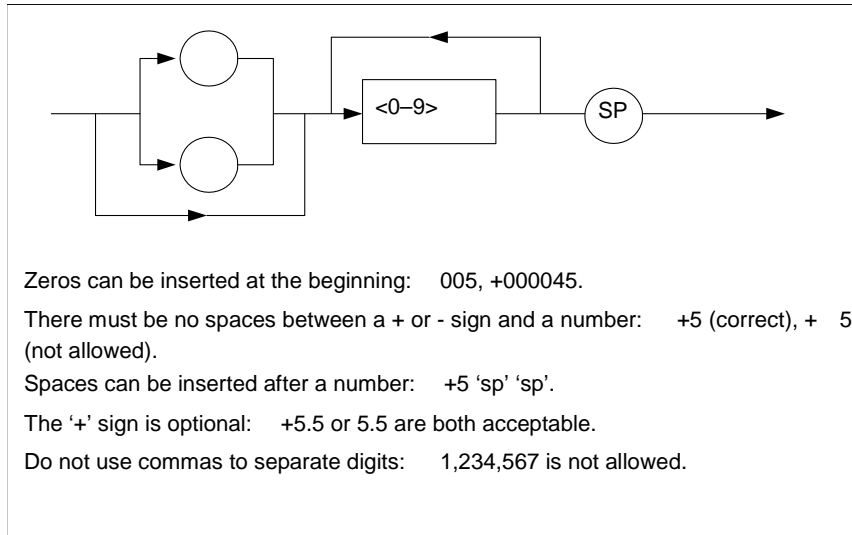 <0–9>
SP
Zeros can be inserted at the beginning: 005, +000045.
There must be no spaces between a + or - sign and a number: +5 (correct), + 5
(not allowed).
Spaces can be inserted after a number: +5 ‘sp’ ‘sp’.
The ‘+’ sign is optional: +5.5 or 5.5 are both acceptable.
Do not use commas to separate digits: 1,234,567 is not allowed.